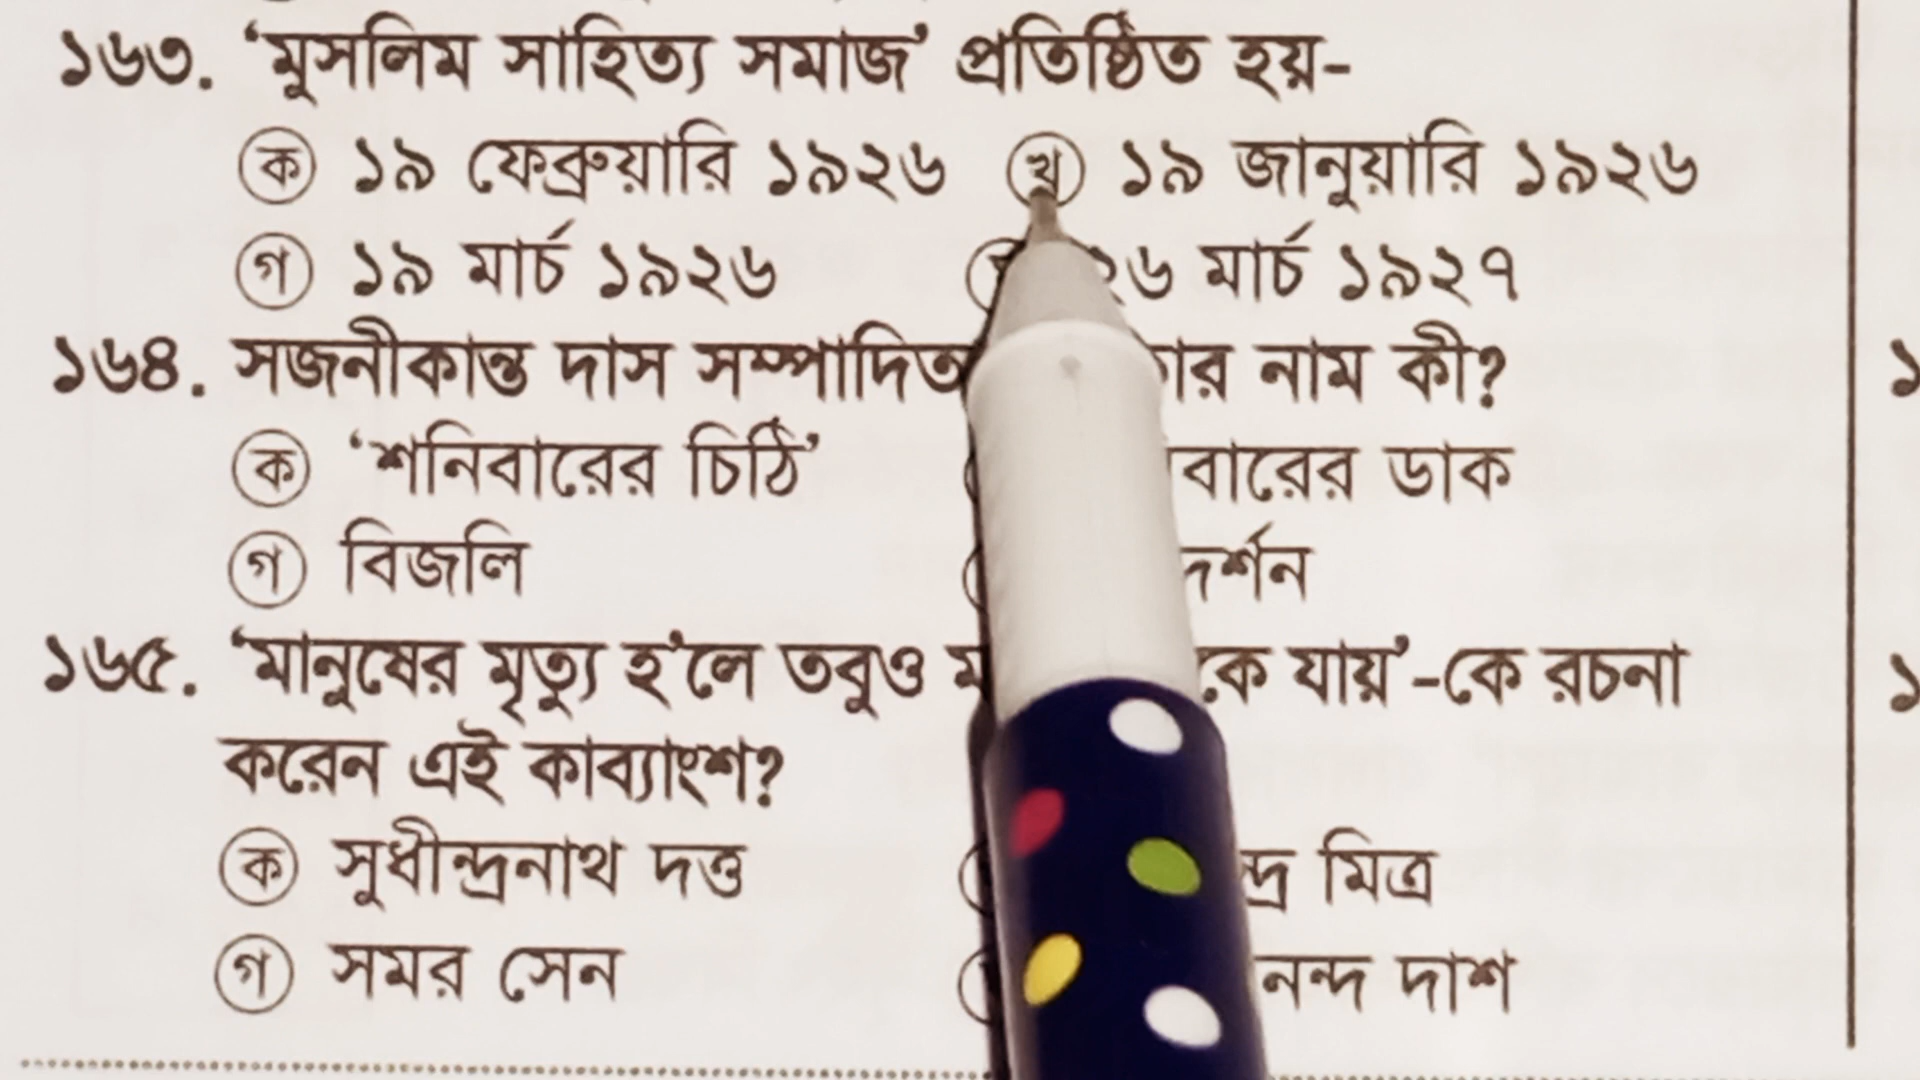 ১৬৩. ‘মুসলিম সাহিত্য সমাজ’ প্রতিষ্ঠিত হয়-
ক ১৯ ফেব্রুয়ারি ১৯২৬ খ ১৯ জানুয়ারি ১৯২৬
গ ১৯ মার্চ ১৯২৬ ২৬ মার্চ ১৯২৭
১৬৪. সজনীকান্ত দাস সম্পাদিত নাম কী?
ক ‘শনিবারের চিঠি’ ডাক
গ বিজলি
১৬৫. ‘মানুষের মৃত্যু হ’লে তবুও যায়’-কে রচনা
করেন এই কাব্যাংশ?
ক সুধীন্দ্রনাথ দত্ত মিত্র
গ সমর সেন দাশ